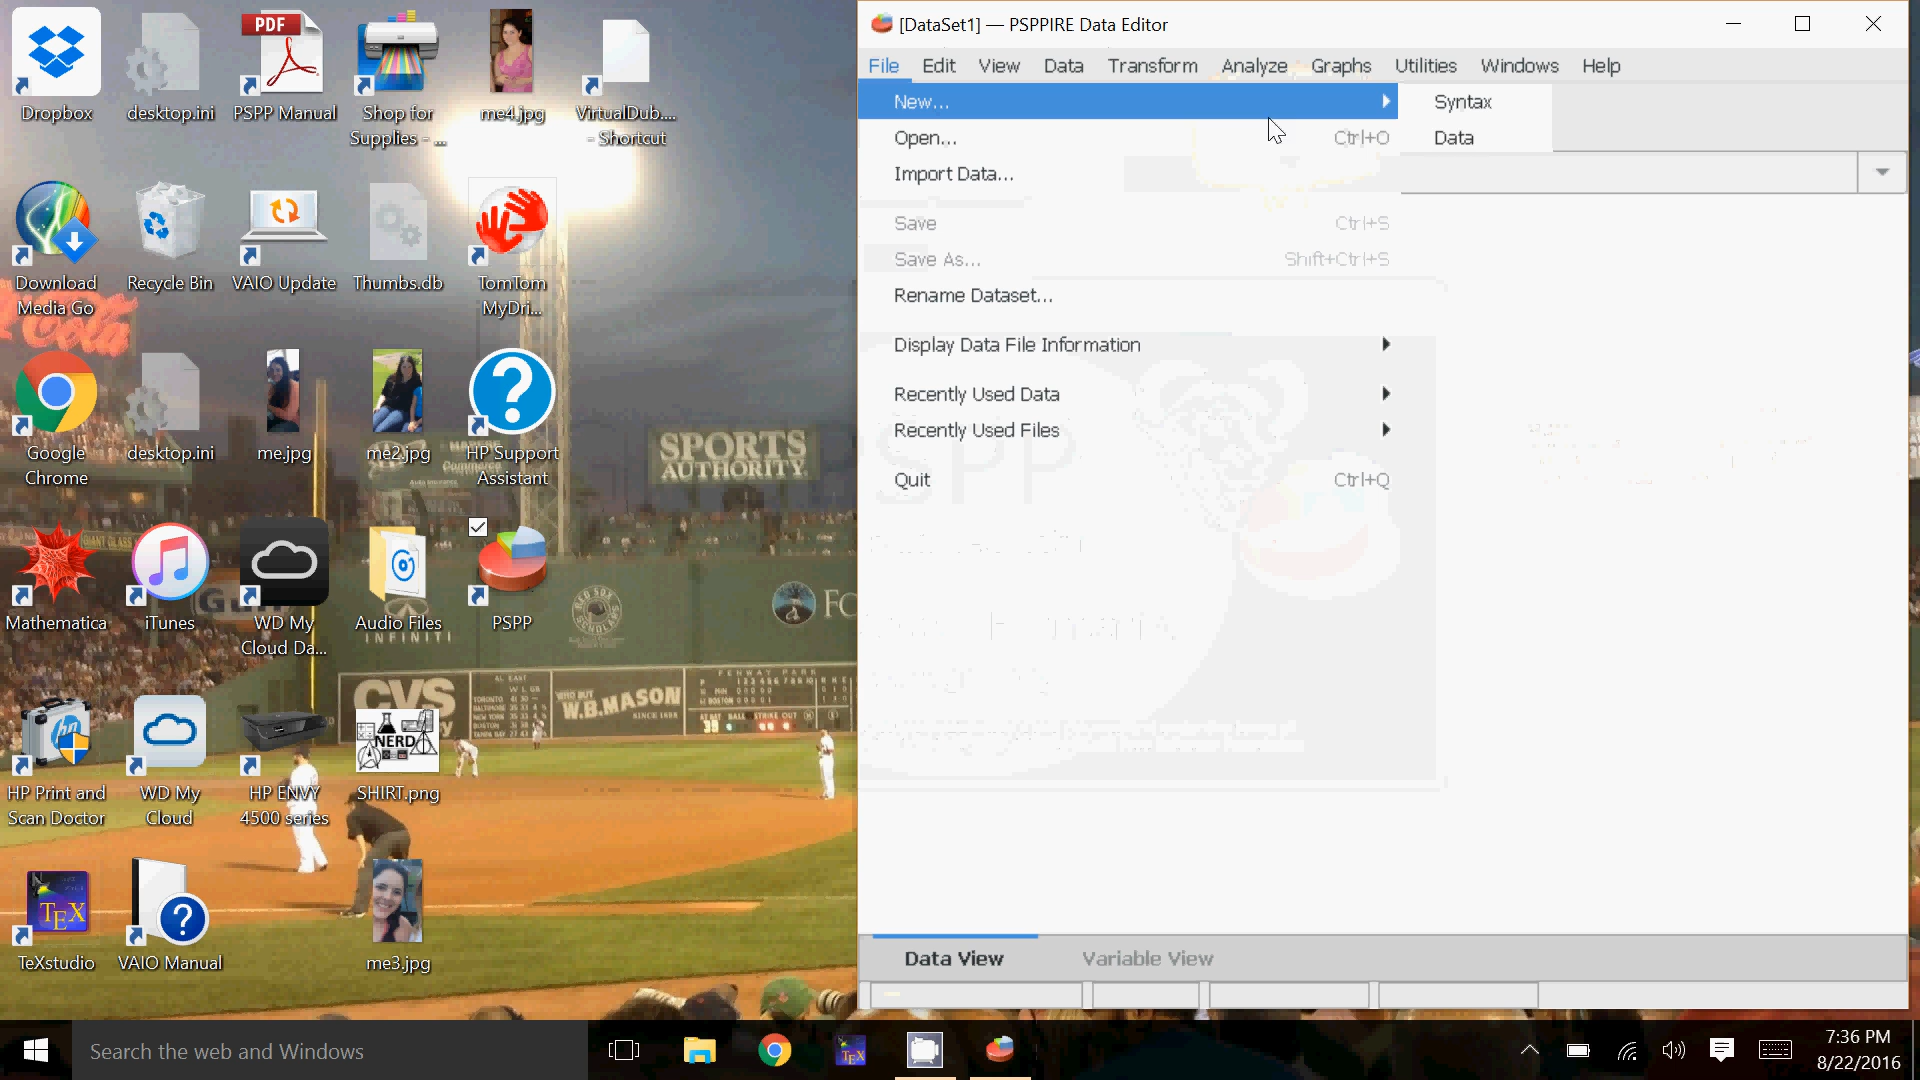 [DataSet1] — PSPPIRE Data Editor
File Edit View Data Transform Analyze Graphs Utilities Windows Help
New...
Syntax
Data
Open... Ctrl+O
Import Data...
Save Ctrl+S
Save As... Shift+Ctrl+S
Rename Dataset...
Display Data File Information
Recently Used Data
Recently Used Files
Quit Ctrl+Q
Data View
Variable View
PDF
Dropbox
desktop.ini
PSPP Manual
Shop for
Supplies - ...
me4.jpg
VirtualDub....
- Shortcut
Download
Media Go
Recycle Bin
VAIO Update
Thumbs.db
TomTom
MyDri...
Google
Chrome
desktop.ini
me.jpg
me2.jpg
HP Support
Assistant
Mathematica
iTunes
WD My
Cloud Da...
Audio Files
PSPP
HP Print and
Scan Doctor
WD My
Cloud
HP ENVY
4500 series
NERD
SHIRT.png
TEX
TeXstudio
VAIO Manual
me3.jpg
Coca-Cola
SPORTS
AUTHORITY
INFINITI
CVS
W.B.MASON
FENWAY PARK
Search the web and Windows
7:36 PM
8/22/2016